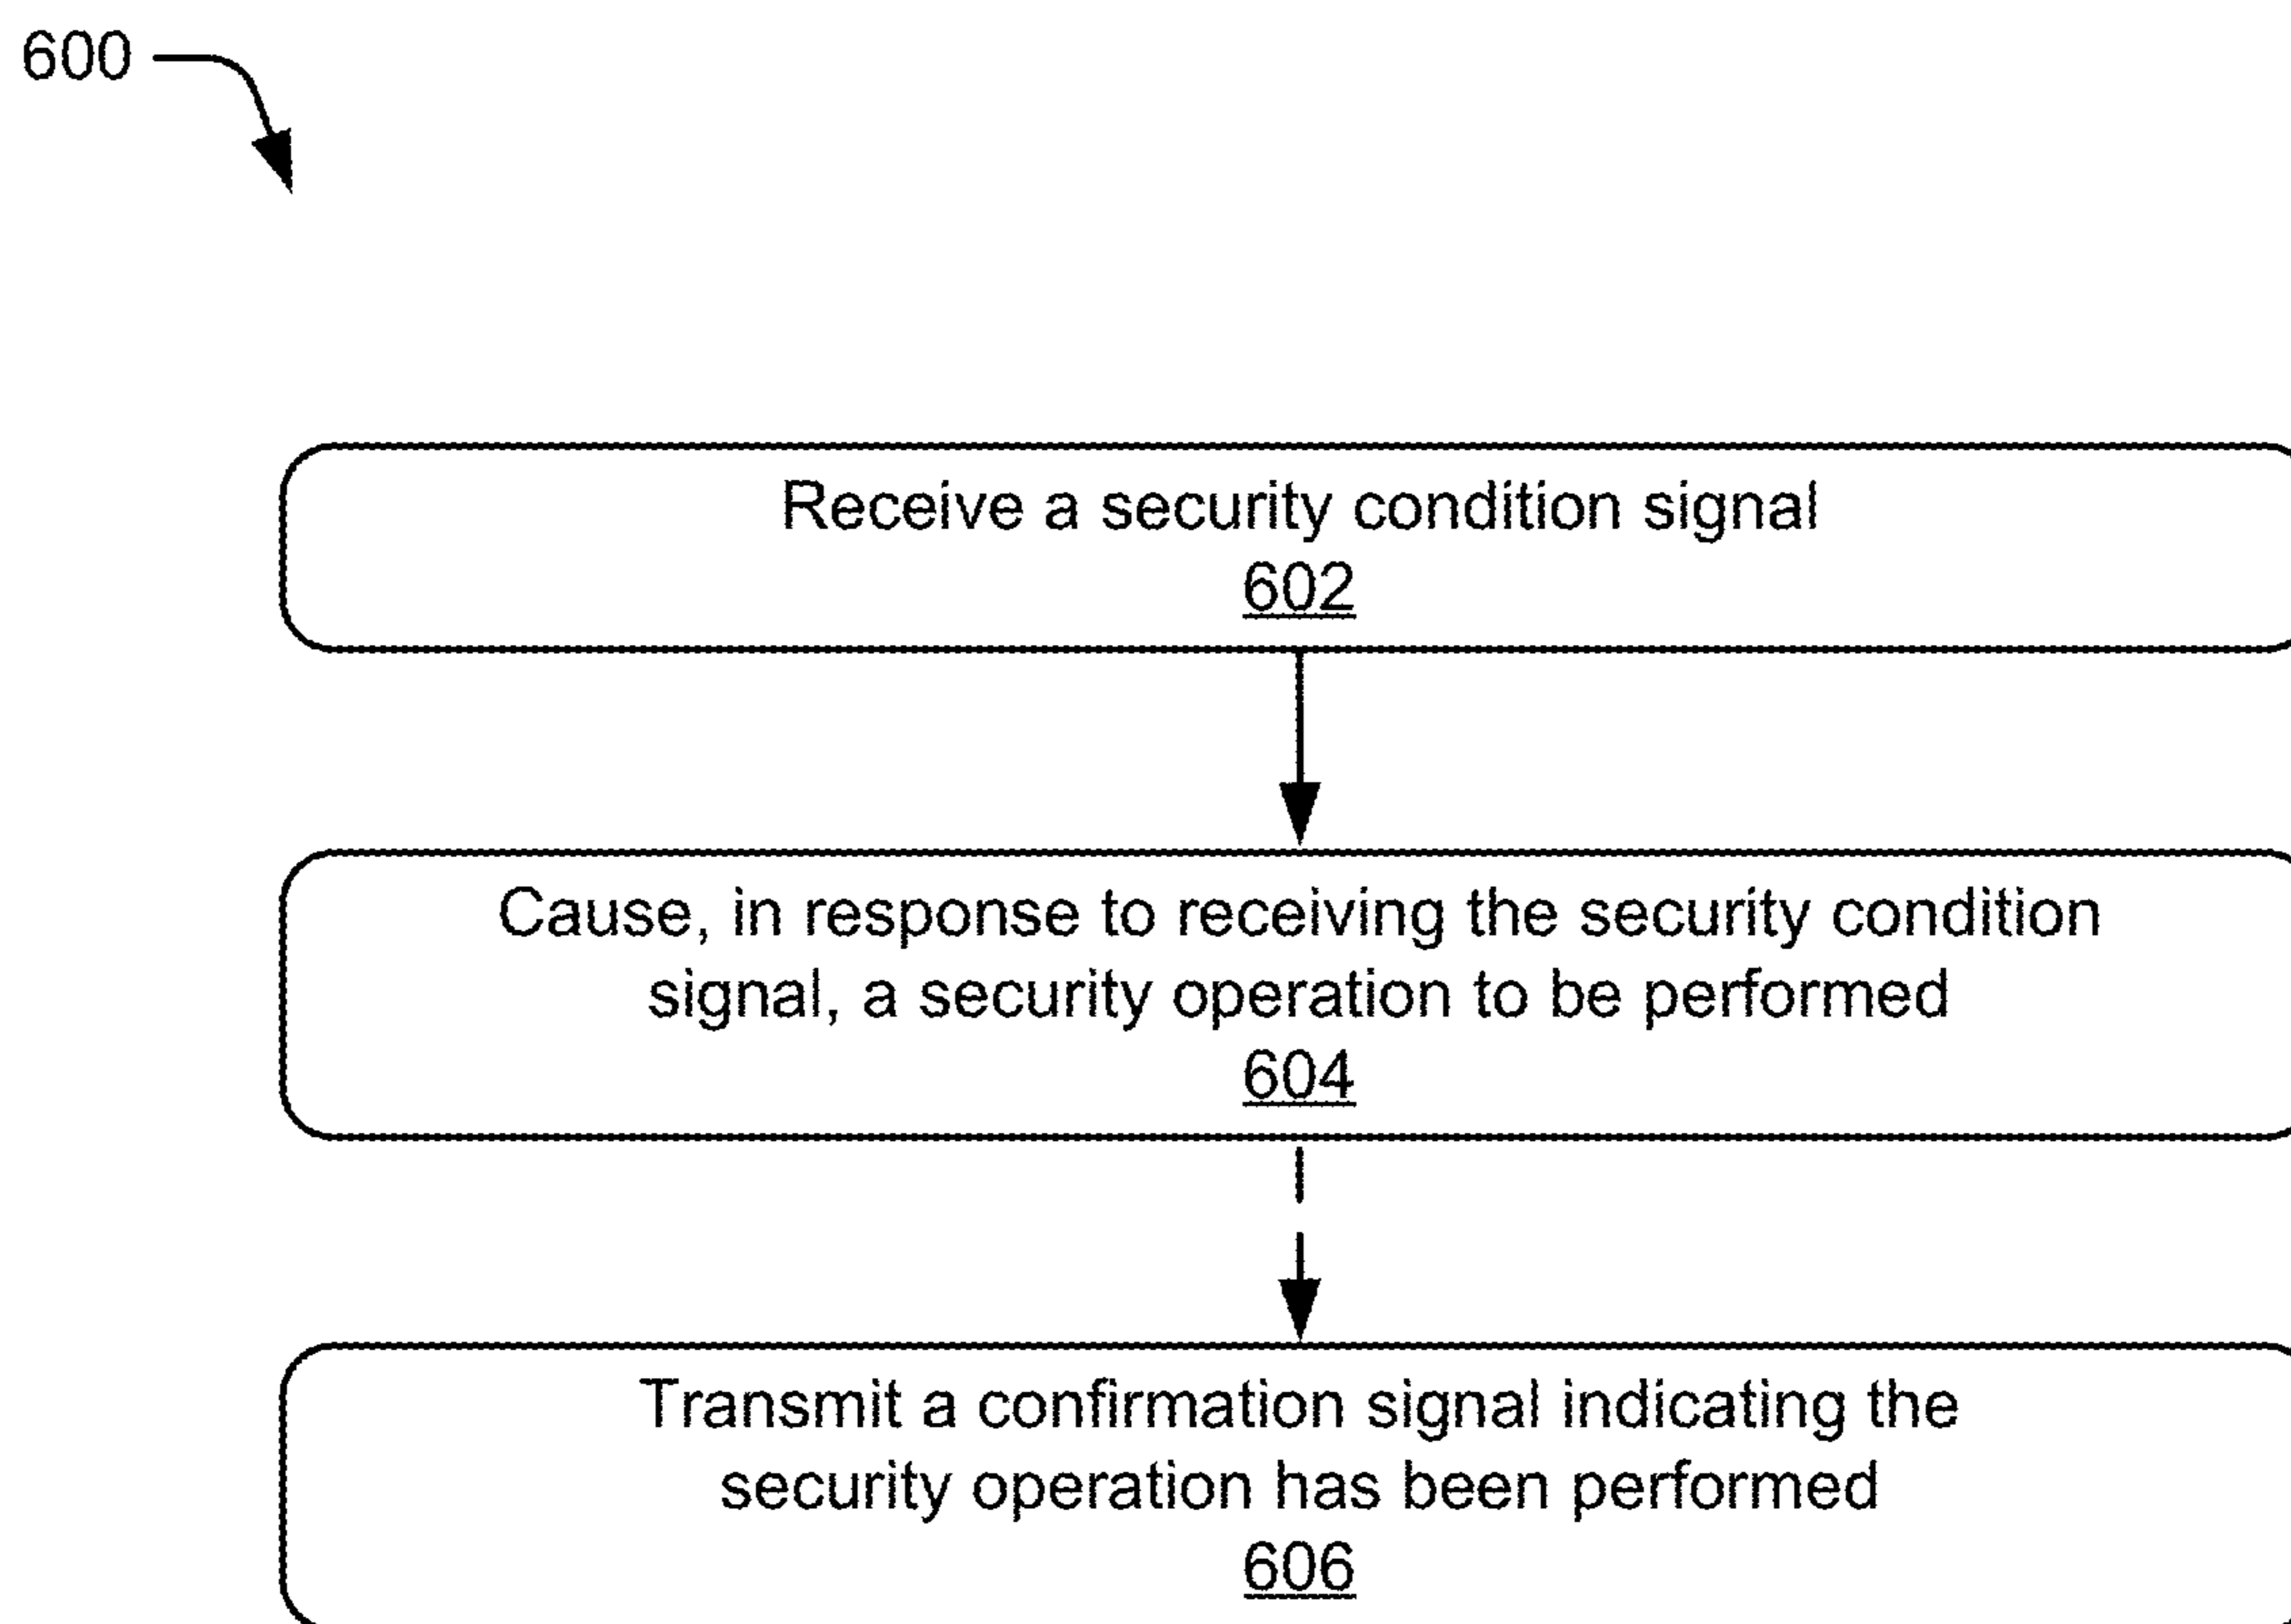 600
Receive a security condition signal
602
Cause, in response to receiving the security condition
signal, a security operation to be performed
604
Transmit a confirmation signal indicating the
security operation has been performed
606